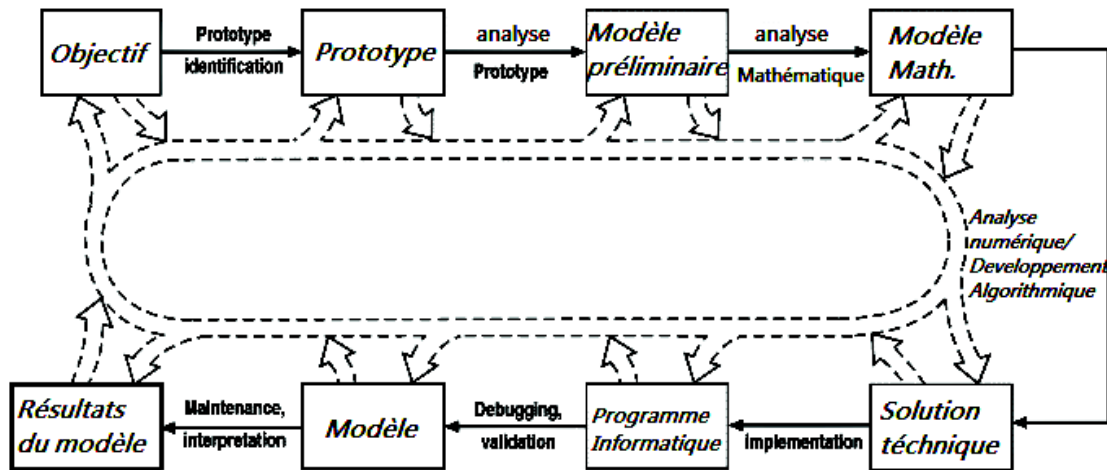 Objectif
Prototype
identification
Prototype
analyse
Prototype
Modèle
préliminaire
analyse
Mathématique
Modèle
Math.
Analyse
numérique/
Developpement
Algorithmique
Résultats
du modèle
Maintenance,
interpretation
Modèle
Debugging,
validation
Programme
Informatique
implementation
Solution
téchnique